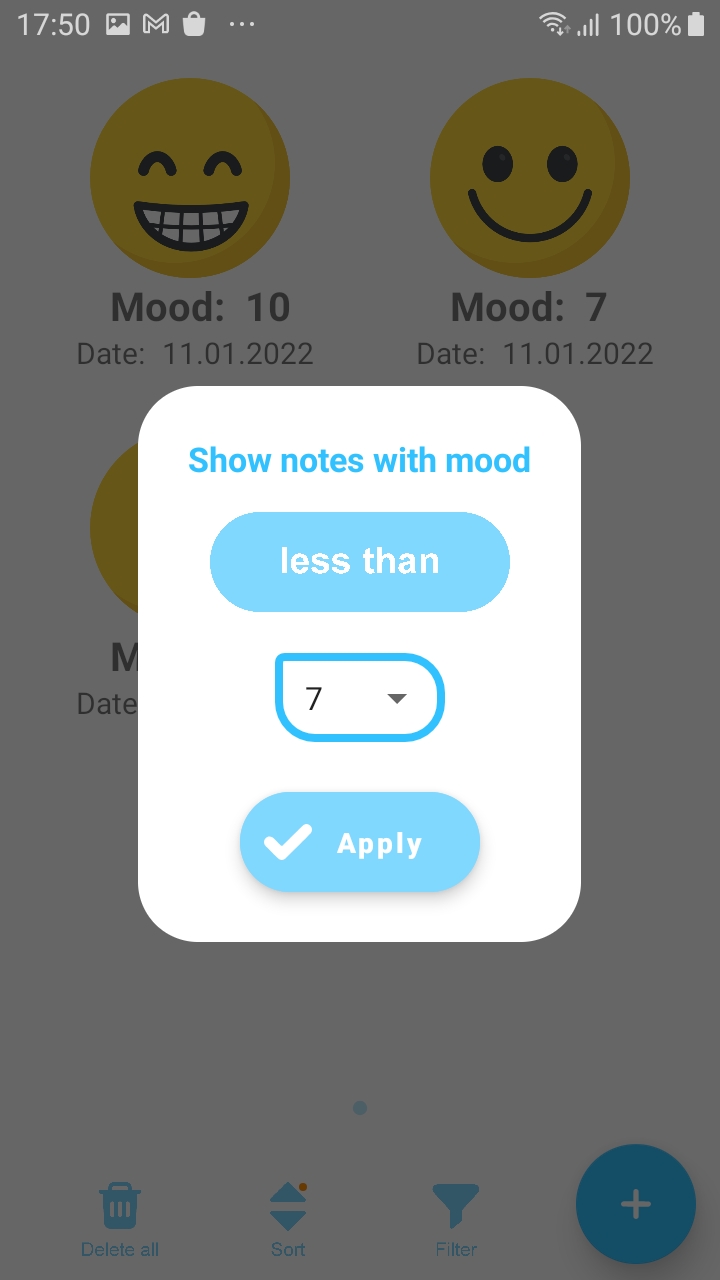 17:50 100%
Mood: 10 Mood: 7
Date: 11.01.2022 Date: 11.01.2022
Show notes with mood
less than
M
Date
7
Apply
Delete all Sort Filter